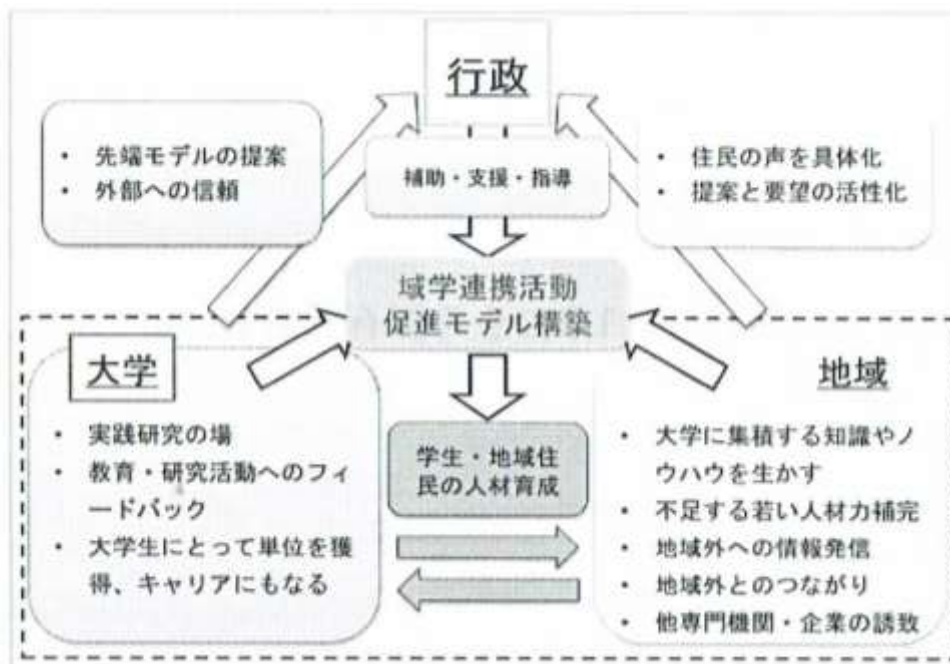 行政
・ 先端モデルの提案
・ 外部への信頼
補助・支援・指導
・ 住民の声を具体化
・ 提案と要望の活性化
域学連携活動
促進モデル構築
大学
・ 実践研究の場
・ 教育・研究活動へのフィ
ードバック
・ 大学生にとって単位を獲
得、キャリアにもなる
学生・地域住
民の人材育成
地域
・ 大学に集積する知識やノ
ウハウを生かす
・ 不足する若い人材力補完
・ 地域外への情報発信
・ 地域外とのつながり
・ 他専門機関・企業の誘致